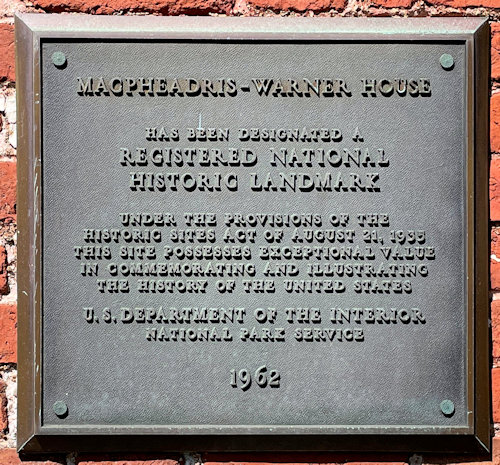 MACPHEADRIS-WARNER HOUSE
HAS BEEN DESIGNATED A
REGISTERED NATIONAL
HISTORIC LANDMARK
UNDER THE PROVISIONS OF THE
HISTORIC SITES ACT OF AUGUST 21, 1935
THIS SITE POSSESSES EXCEPTIONAL VALUE
IN COMMEMORATING AND ILLUSTRATING
THE HISTORY OF THE UNITED STATES
U.S. DEPARTMENT OF THE INTERIOR
NATIONAL PARK SERVICE
1962